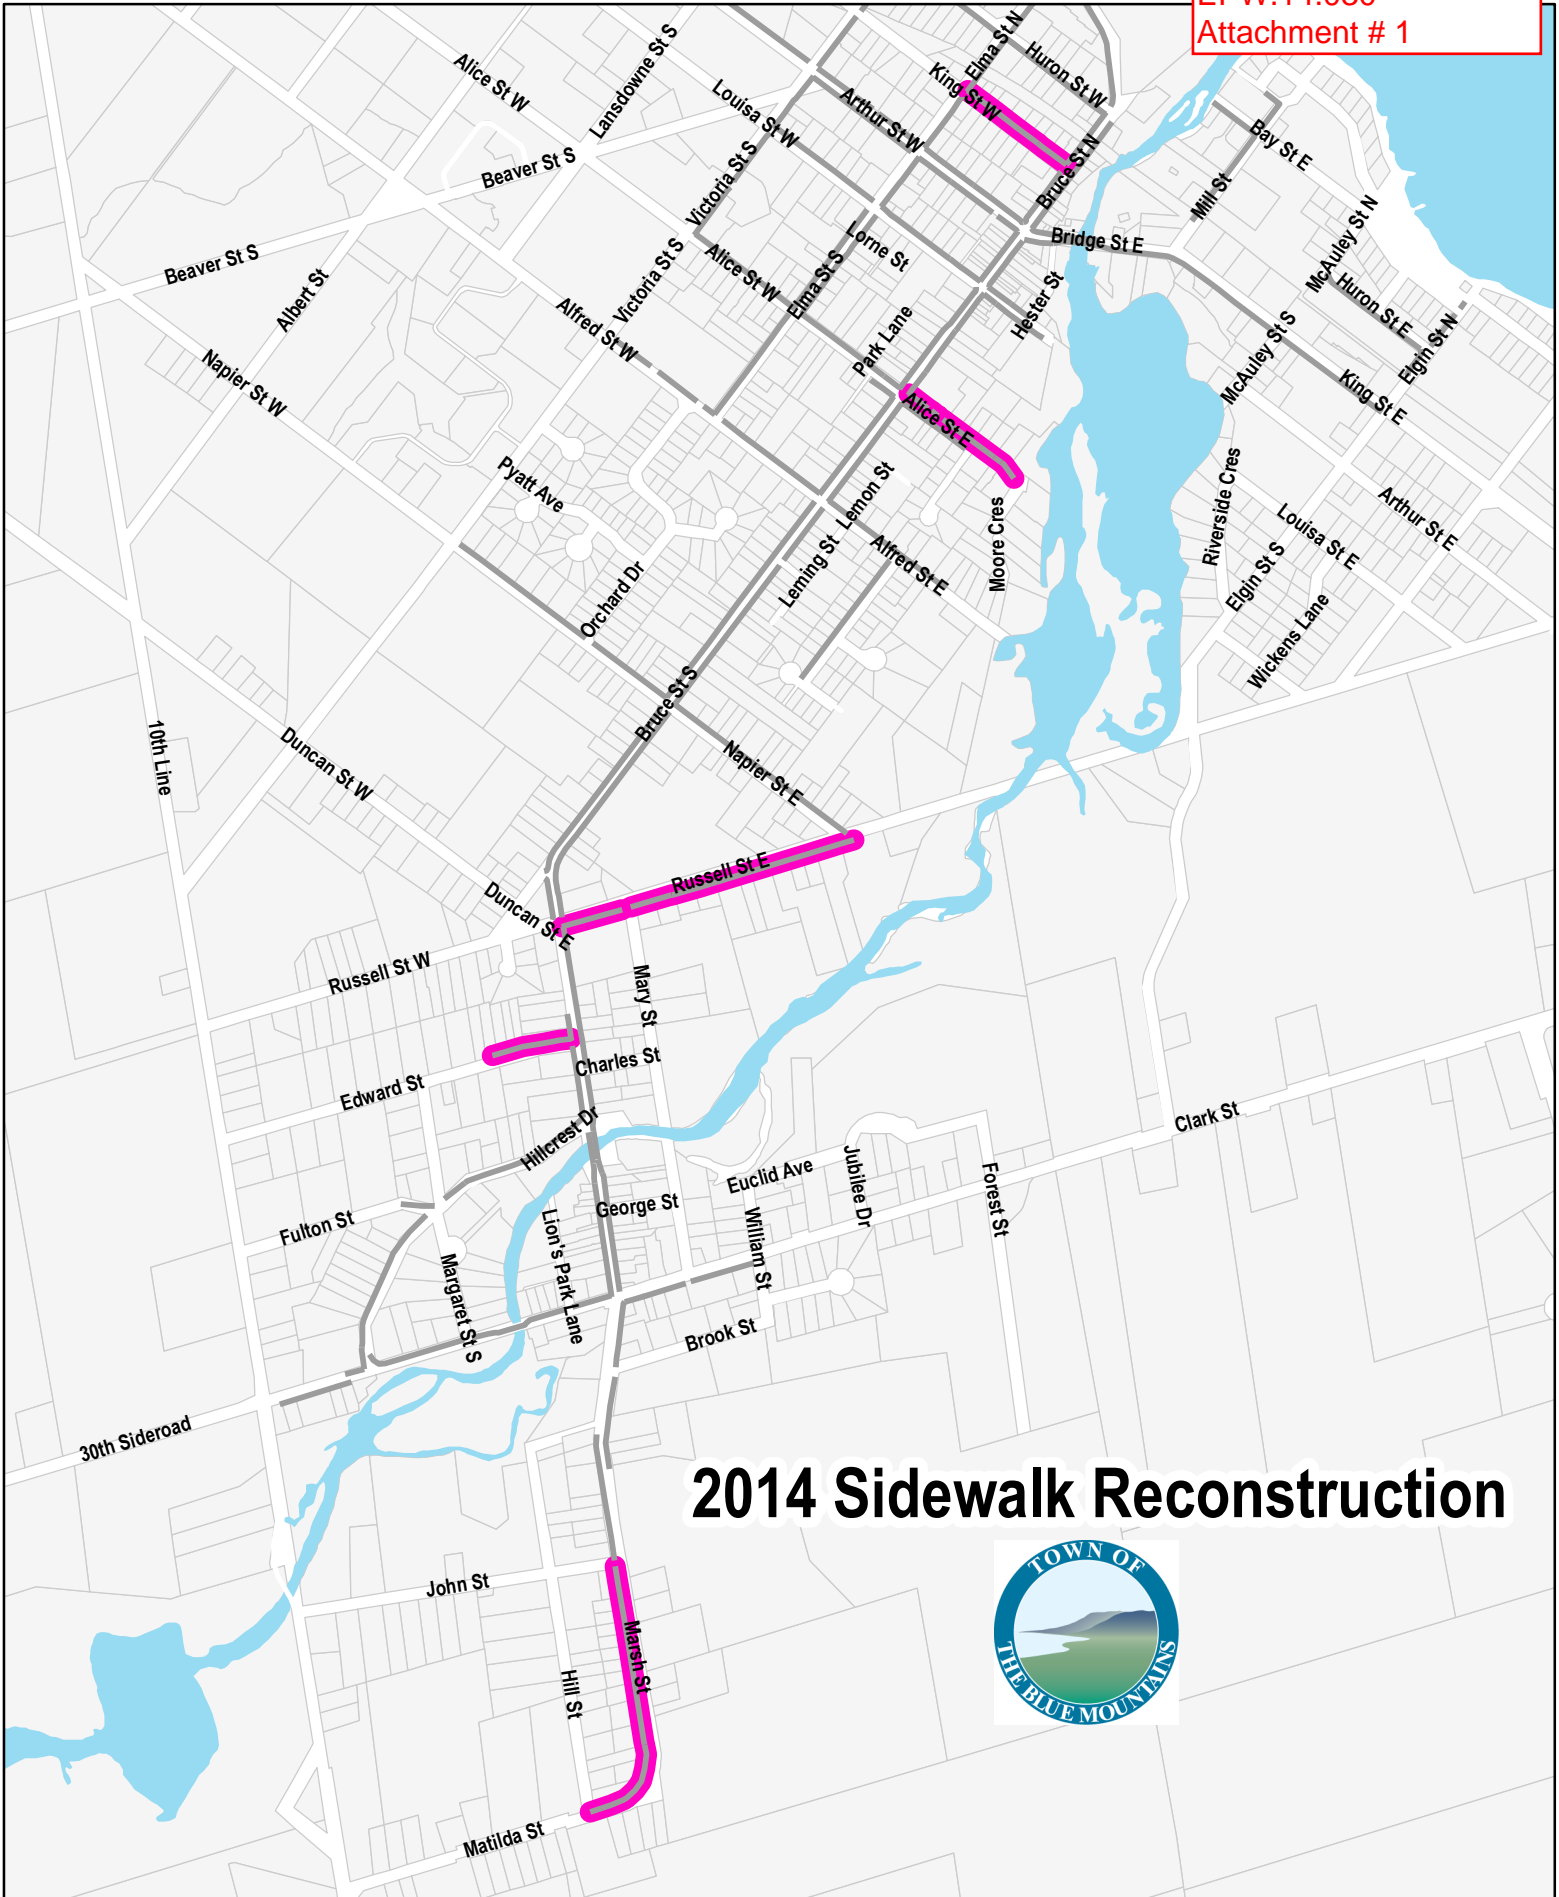 Attachment # 1
Alice St W
Lansdowne St S
Louisa St W
Arthur St W
King St W
Elma St N
Huron St W
Bruce St N
Bay St E
Mill St
Beaver St S
Victoria St S
Lorne St
Bridge St E
McAuley St N
Huron St E
Elgin St N
Beaver St S
Albert St
Victoria St S
Alice St W
Elma St S
Hester St
Park Lane
McAuley St S
King St E
Napier St W
Alfred St W
Alice St E
Pyatt Ave
Lemon St
Moore Cres
Riverside Cres
Louisa St E
Arthur St E
Orchard Dr
Leming St
Alfred St E
Elgin St S
Wickens Lane
Bruce St S
10th Line
Duncan St W
Napier St E
Russell St E
Duncan St E
Russell St W
Mary St
Charles St
Edward St
Hillcrest Dr
Clark St
Euclid Ave
Jubilee Dr
Forest St
George St
Fulton St
Lion's Park Lane
William St
Margaret St S
Brook St
30th Sideroad
2014 Sidewalk Reconstruction
TOWN OF
THE BLUE MOUNTAINS
John St
Marsh St
Hill St
Matilda St